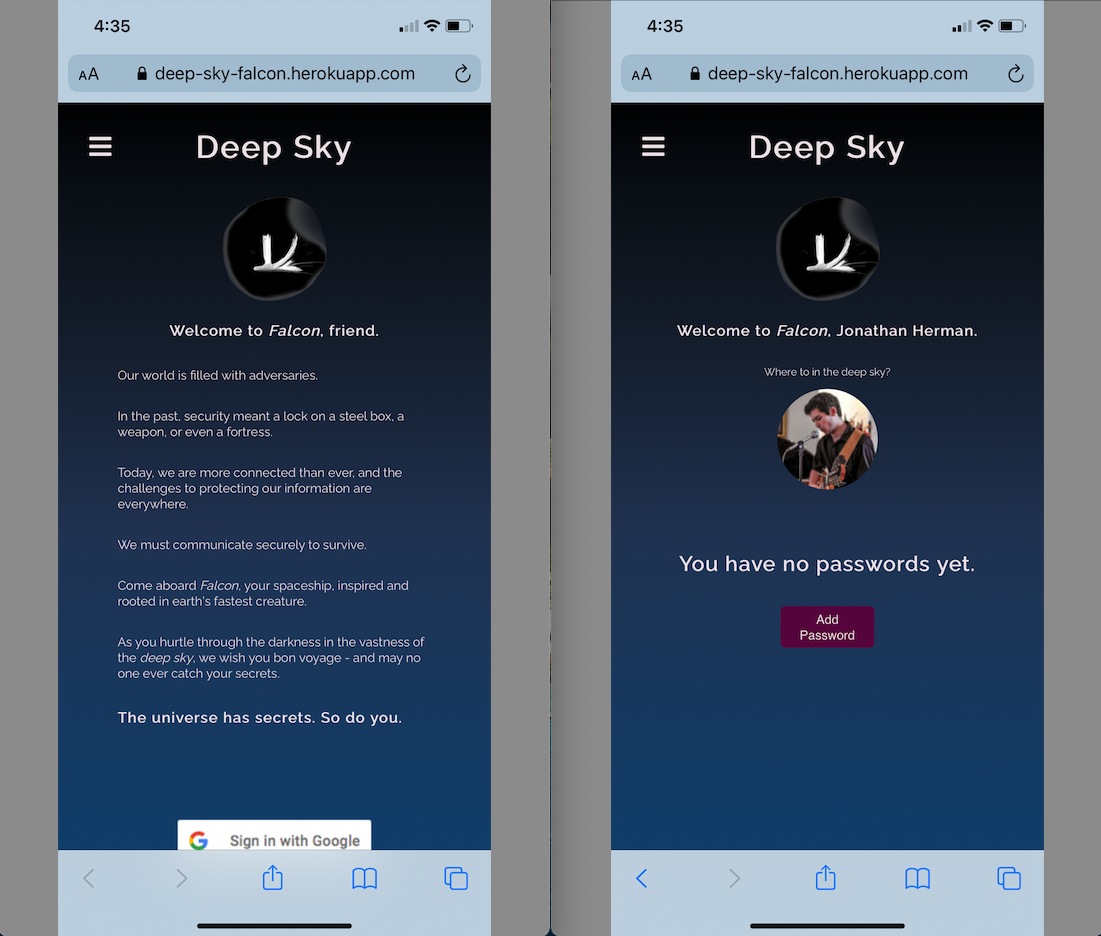 4:35
AA deep-sky-falcon.herokuapp.com
Deep Sky
Welcome to Falcon, friend.
Our world is filled with adversaries.
In the past, security meant a lock on a steel box, a
weapon, or even a fortress.
Today, we are more connected than ever, and the
challenges to protecting our information are
everywhere.
We must communicate securely to survive.
Come aboard Falcon, your spaceship, inspired and
rooted in earth's fastest creature.
As you hurtle through the darkness in the vastness of
the deep sky, we wish you bon voyage - and may no
one ever catch your secrets.
The universe has secrets. So do you.
Sign in with Google
4:35
AA deep-sky-falcon.herokuapp.com
Deep Sky
Welcome to Falcon, Jonathan Herman.
Where to in the deep sky?
You have no passwords yet.
Add
Password